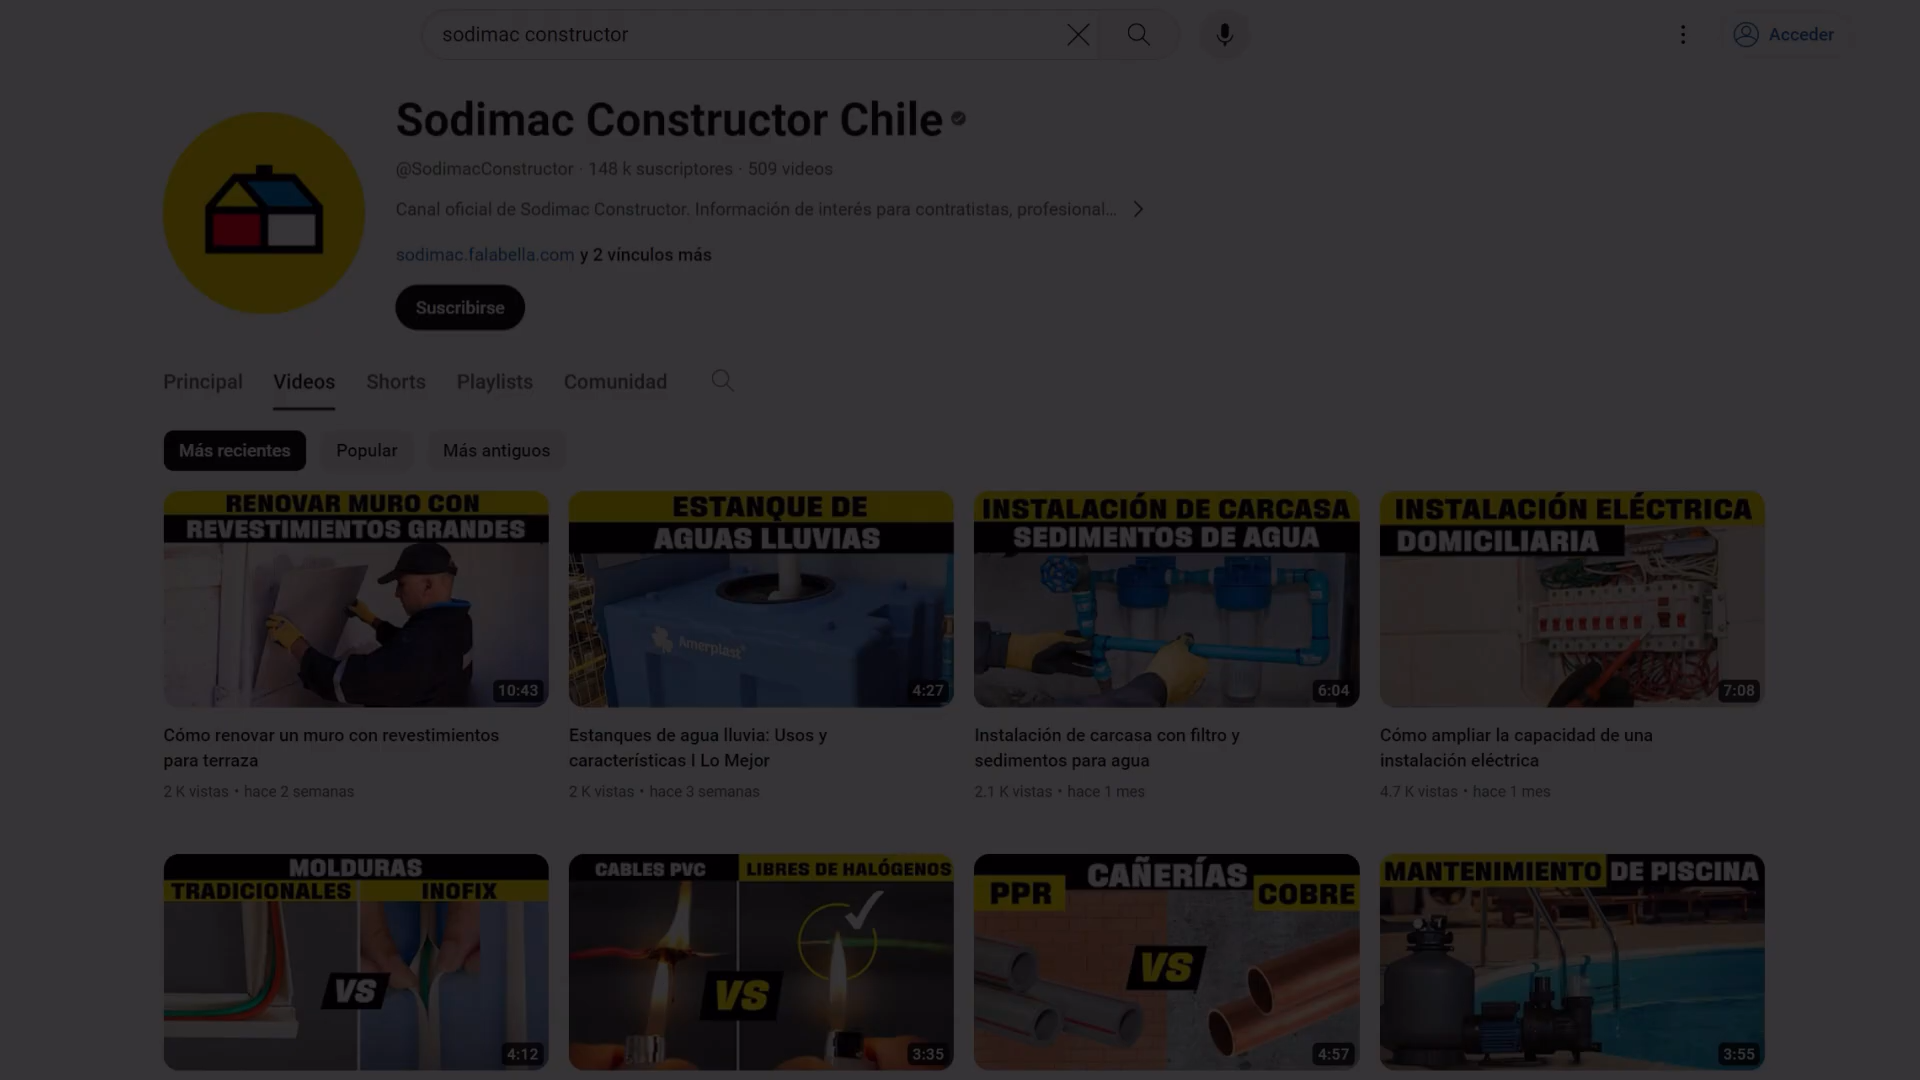 sodimac constructor
Acceder
Sodimac Constructor Chile
@SodimacConstructor · 148 k suscriptores · 509 videos
Canal oficial de Sodimac Constructor. Información de interés para contratistas, profesional...
sodimac.falabella.com y 2 vínculos más
Suscribirse
Principal Videos Shorts Playlists Comunidad
Más recientes Popular Más antiguos
RENOVAR MURO CON
REVESTIMIENTOS GRANDES
10:43
ESTANQUE DE
AGUAS LLUVIAS
Amerplast
4:27
INSTALACIÓN DE CARCASA
SEDIMENTOS DE AGUA
6:04
INSTALACIÓN ELÉCTRICA
DOMICILIARIA
7:08
Cómo renovar un muro con revestimientos
para terraza
2 K vistas • hace 2 semanas
Estanques de agua lluvia: Usos y
características I Lo Mejor
2 K vistas • hace 3 semanas
Instalación de carcasa con filtro y
sedimentos para agua
2.1 K vistas • hace 1 mes
Cómo ampliar la capacidad de una
instalación eléctrica
4.7 K vistas • hace 1 mes
MOLDURAS
TRADICIONALES INOFIX
VS
4:12
CABLES PVC LIBRES DE HALÓGENOS
VS
3:35
CAÑERÍAS
PPR COBRE
VS
4:57
MANTENIMIENTO DE PISCINA
3:55